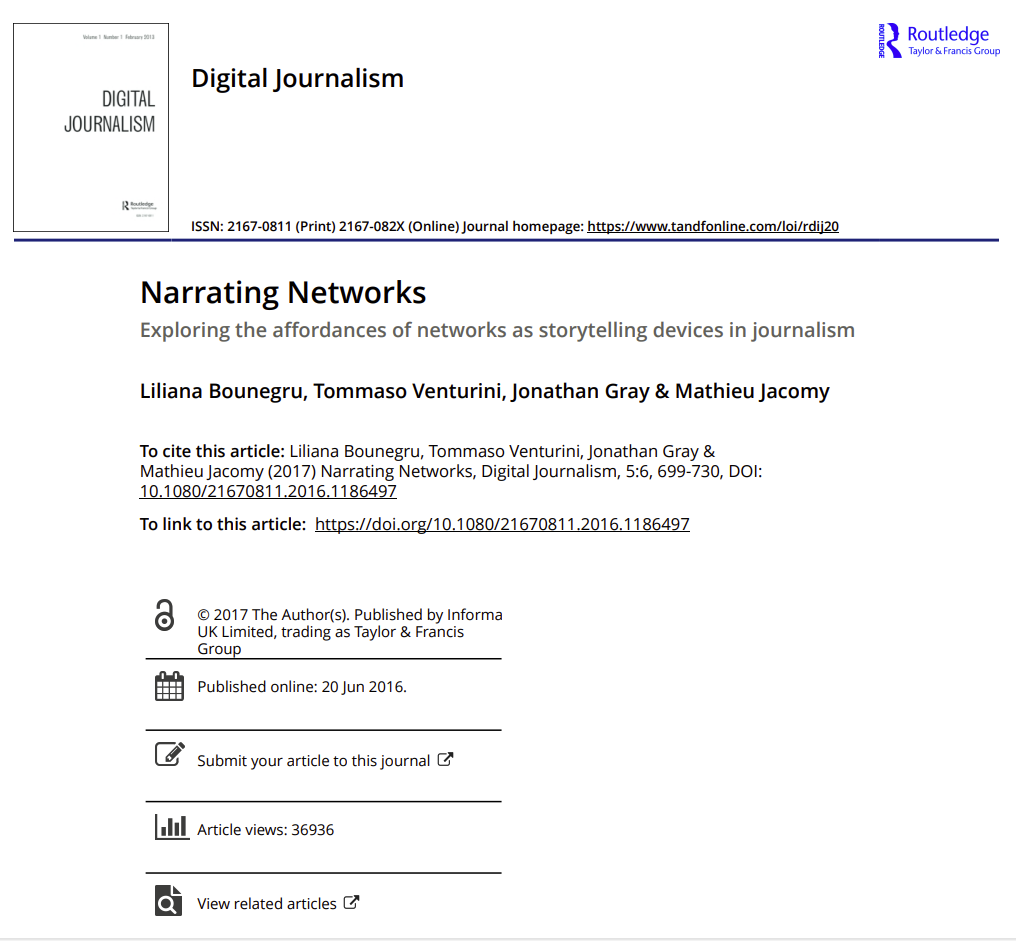 Volume 1 Number 1 February 2013
DIGITAL
JOURNALISM
Routledge
ROUTLEDGE
Routledge
Taylor & Francis Group
Digital Journalism
ISSN: 2167-0811 (Print) 2167-082X (Online) Journal homepage: https://www.tandfonline.com/loi/rdij20
Narrating Networks
Exploring the affordances of networks as storytelling devices in journalism
Liliana Bounegru, Tommaso Venturini, Jonathan Gray & Mathieu Jacomy
To cite this article: Liliana Bounegru, Tommaso Venturini, Jonathan Gray &
Mathieu Jacomy (2017) Narrating Networks, Digital Journalism, 5:6, 699-730, DOI:
10.1080/21670811.2016.1186497
To link to this article: https://doi.org/10.1080/21670811.2016.1186497
© 2017 The Author(s). Published by Informa
UK Limited, trading as Taylor & Francis
Group
Published online: 20 Jun 2016.
Submit your article to this journal
Article views: 36936
View related articles